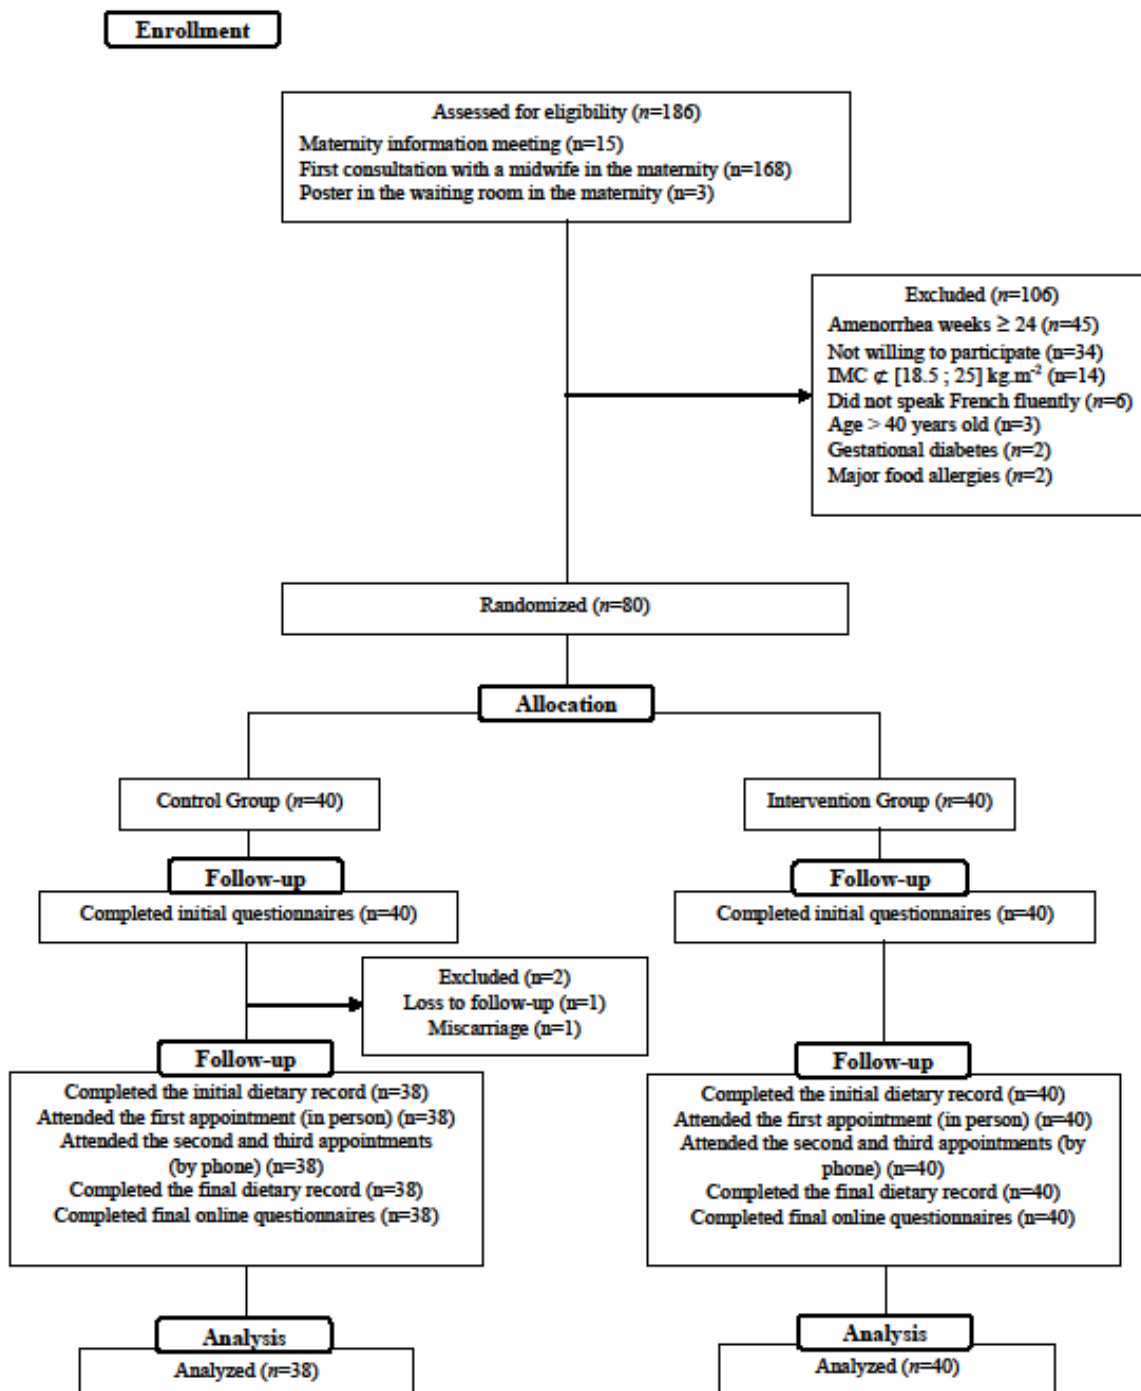 Enrollment
Assessed for eligibility (n=186)
Maternity information meeting (n=15)
First consultation with a midwife in the maternity (n=168)
Poster in the waiting room in the maternity (n=3)
Excluded (n=106)
Amenorrhea weeks ≥ 24 (n=45)
Not willing to participate (n=34)
IMC ⊄ [18.5 ; 25] kg.m⁻² (n=14)
Did not speak French fluently (n=6)
Age > 40 years old (n=3)
Gestational diabetes (n=2)
Major food allergies (n=2)
Randomized (n=80)
Allocation
Control Group (n=40)
Intervention Group (n=40)
Follow-up
Follow-up
Completed initial questionnaires (n=40)
Completed initial questionnaires (n=40)
Excluded (n=2)
Loss to follow-up (n=1)
Miscarriage (n=1)
Follow-up
Completed the initial dietary record (n=38)
Attended the first appointment (in person) (n=38)
Attended the second and third appointments
(by phone) (n=38)
Completed the final dietary record (n=38)
Completed final online questionnaires (n=38)
Follow-up
Completed the initial dietary record (n=40)
Attended the first appointment (in person) (n=40)
Attended the second and third appointments (by
phone) (n=40)
Completed the final dietary record (n=40)
Completed final online questionnaires (n=40)
Analysis
Analyzed (n=38)
Analysis
Analyzed (n=40)